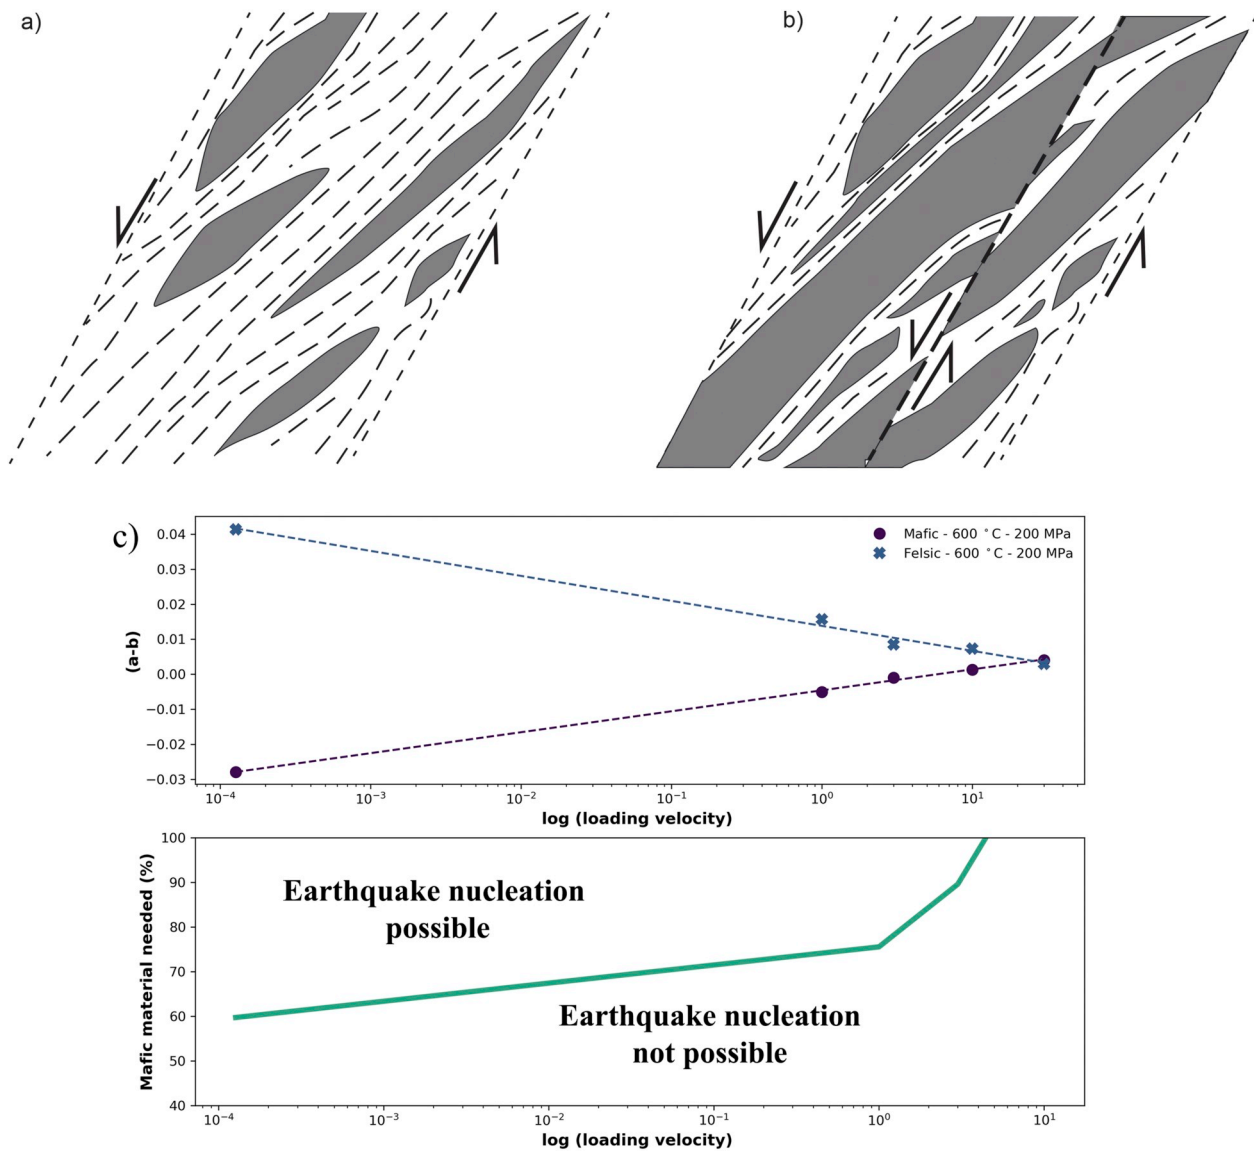 a)
b)
c)
0.04
0.03
0.02
0.01
0.00
−0.01
−0.02
−0.03
(a-b)
Mafic - 600 °C - 200 MPa
Felsic - 600 °C - 200 MPa
10⁻⁴ 10⁻³ 10⁻² 10⁻¹ 10⁰ 10¹
log (loading velocity)
100
90
80
70
60
50
40
Mafic material needed (%)
Earthquake nucleation
possible
Earthquake nucleation
not possible
10⁻⁴ 10⁻³ 10⁻² 10⁻¹ 10⁰ 10¹
log (loading velocity)